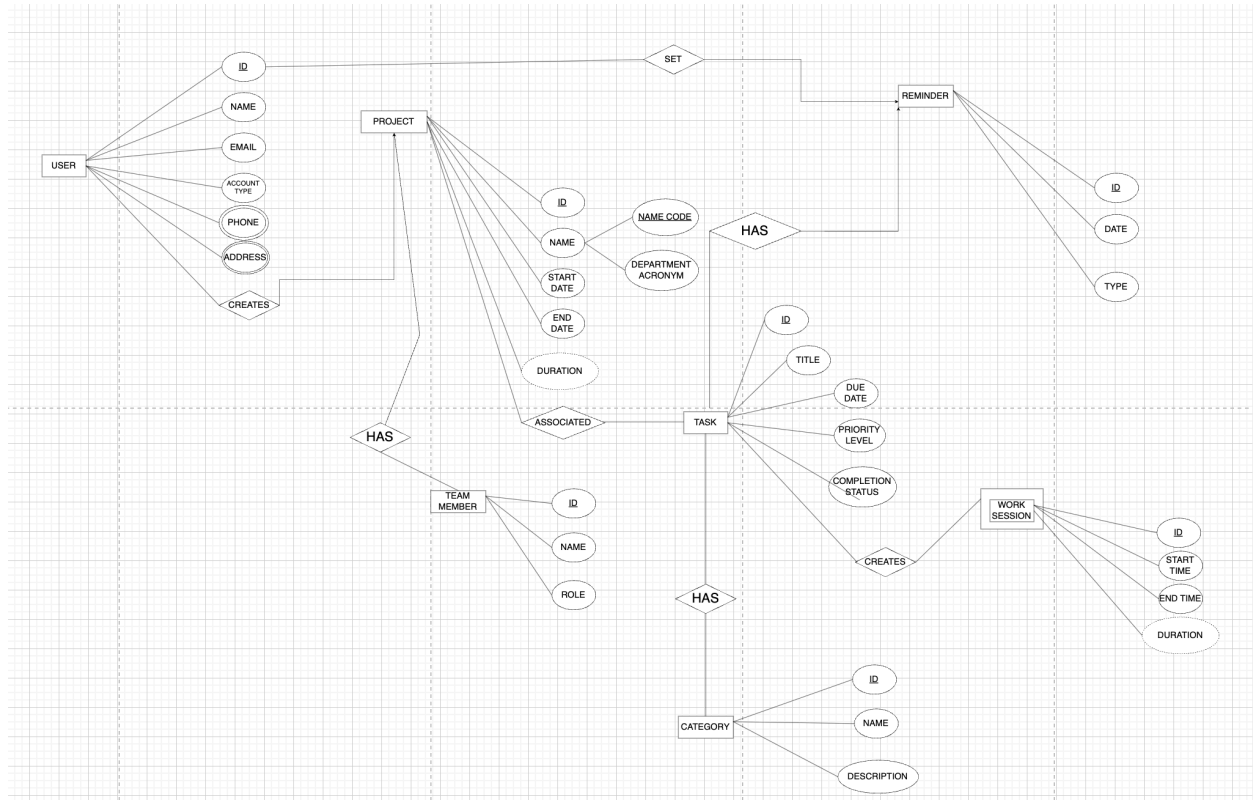 ID
NAME
EMAIL
ACCOUNT
TYPE
PHONE
ADDRESS
USER
CREATES
SET
REMINDER
ID
DATE
TYPE
PROJECT
ID
NAME
NAME CODE
DEPARTMENT
ACRONYM
START
DATE
END
DATE
DURATION
HAS
ASSOCIATED
TASK
ID
TITLE
DUE
DATE
PRIORITY
LEVEL
COMPLETION
STATUS
CREATES
WORK
SESSION
ID
START
TIME
END TIME
DURATION
HAS
TEAM
MEMBER
ID
NAME
ROLE
HAS
CATEGORY
ID
NAME
DESCRIPTION